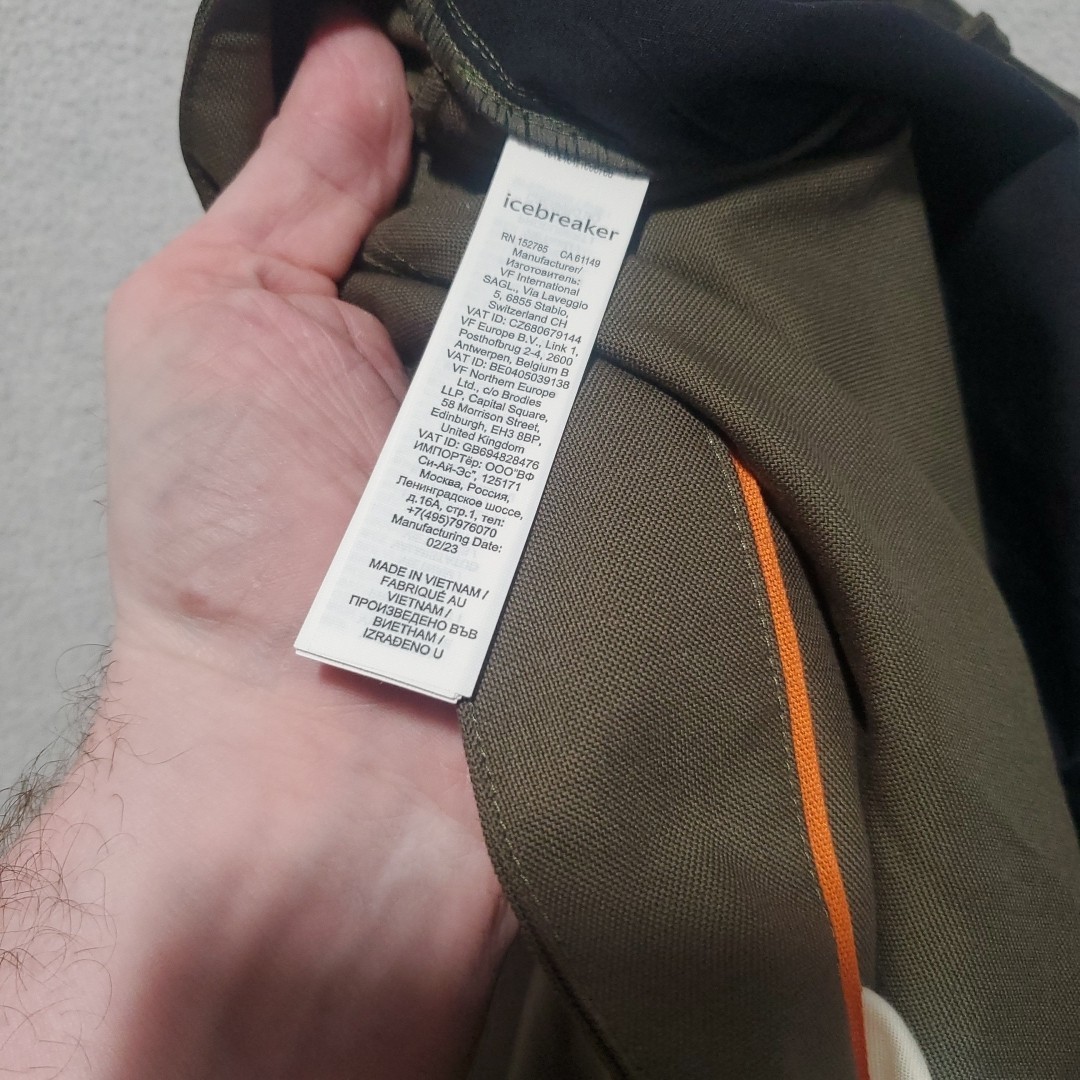 icebreaker
RN 152785 CA 61149
Manufacturer/
Изготовитель:
VF International
SAGL., Via Laveggio
5, 6855 Stabio,
Switzerland CH
VAT ID: CZ680679144
VF Europe B.V., Link 1,
Posthofbrug 2-4, 2600
Antwerpen, Belgium B
VAT ID: BE0405039138
VF Northern Europe
Ltd., c/o Brodies
LLP, Capital Square,
58 Morrison Street,
Edinburgh, EH3 8BP,
United Kingdom
VAT ID: GB694828476
ИМПОРТёр: ООО"ВФ
Си-Ай-Эс", 125171
Москва, Россия,
Ленинградское шоссе,
д.16А, стр.1, тел:
+7(495)7976070
Manufacturing Date:
02/23
MADE IN VIETNAM /
FABRIQUÉ AU
VIETNAM /
ПРОИЗВЕДЕНО ВЪВ
ВИЕТНАМ /
IZRAĐENO U